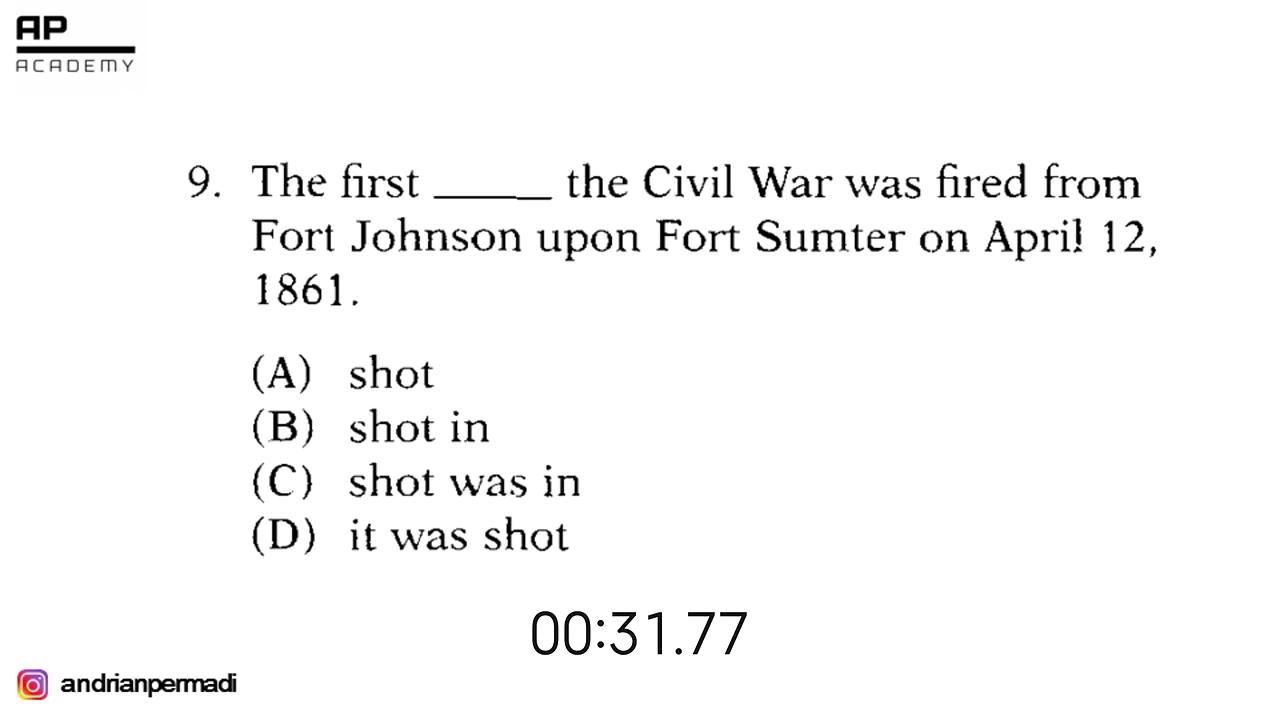 AP
ACADEMY
9. The first _____ the Civil War was fired from
Fort Johnson upon Fort Sumter on April 12,
1861.
(A) shot
(B) shot in
(C) shot was in
(D) it was shot
00:31.77
andrianpermadi